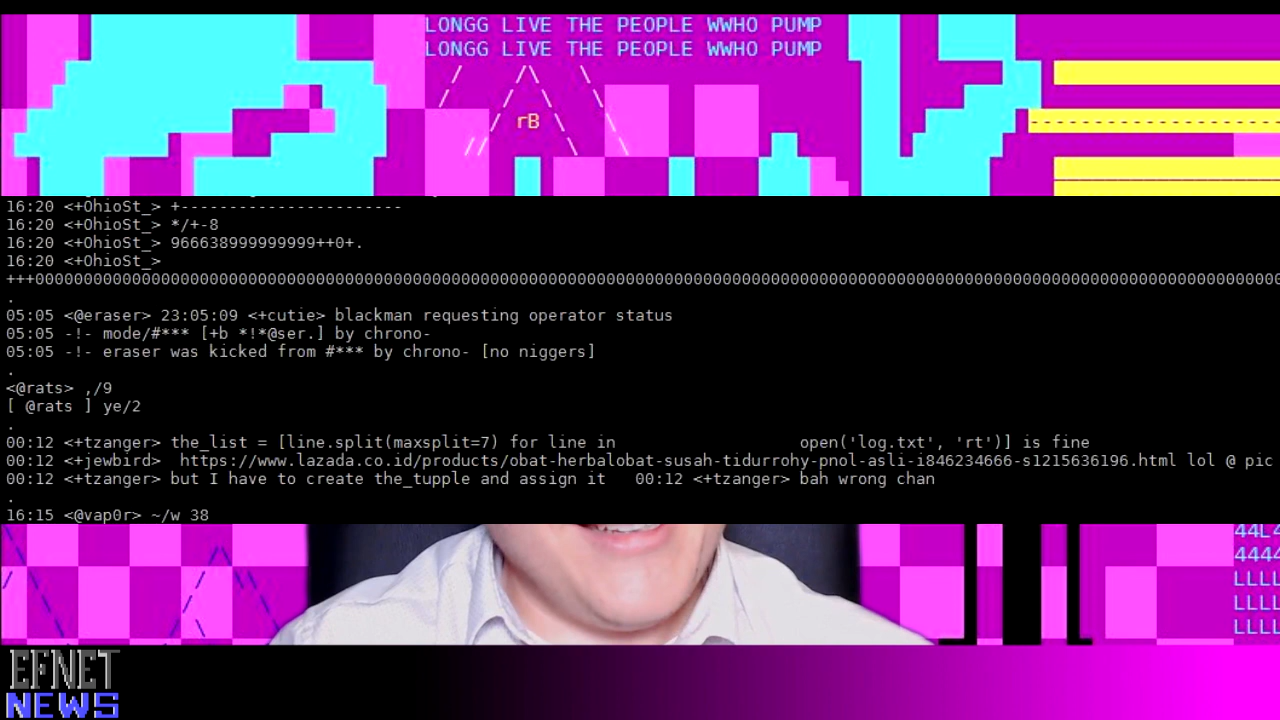 LONGG LIVE THE PEOPLE WWHO PUMP
LONGG LIVE THE PEOPLE WWHO PUMP
rB
16:20 <+OhioSt_> +-----------------------
16:20 <+OhioSt_> */+-8
16:20 <+OhioSt_> 966638999999999++0+.
16:20 <+OhioSt_>
+++000000000000000000000000000000000000000000000000000000000000000000000000000000000000000000000000000000000000000000000000000000000000000000000000000
.
05:05 <@eraser> 23:05:09 <+cutie> blackman requesting operator status
05:05 -!- mode/#*** [+b *!*@ser.] by chrono-
05:05 -!- eraser was kicked from #*** by chrono- [no niggers]
.
<@rats> ,/9
[ @rats ] ye/2
.
00:12 <+tzanger> the_list = [line.split(maxsplit=7) for line in open('log.txt', 'rt')] is fine
00:12 <+jewbird> https://www.lazada.co.id/products/obat-herbalobat-susah-tidurrohy-pnol-asli-i846234666-s1215636196.html lol @ pic
00:12 <+tzanger> but I have to create the_tupple and assign it 00:12 <+tzanger> bah wrong chan
.
16:15 <@vap0r> ~/w 38
44L4
4444
LLLL
LLLL
LLLL
EFNET
NEWS